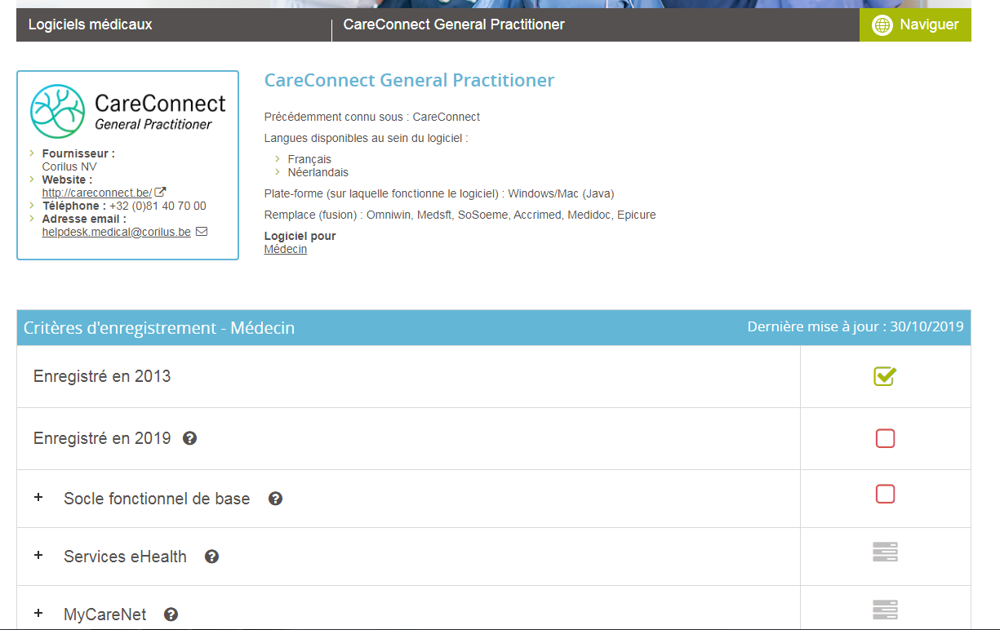 Logiciels médicaux
CareConnect General Practitioner
Naviguer
CareConnect
General Practitioner
Fournisseur :
Corilus NV
Website :
http://careconnect.be/
Téléphone : +32 (0)81 40 70 00
Adresse email :
helpdesk.medical@corilus.be
CareConnect General Practitioner
Précédemment connu sous : CareConnect
Langues disponibles au sein du logiciel :
Français
Néerlandais
Plate-forme (sur laquelle fonctionne le logiciel) : Windows/Mac (Java)
Remplace (fusion) : Omniwin, Medsft, SoSoeme, Accrimed, Medidoc, Epicure
Logiciel pour
Médecin
Critères d'enregistrement - Médecin
Dernière mise à jour : 30/10/2019
Enregistré en 2013
Enregistré en 2019 ?
+ Socle fonctionnel de base ?
+ Services eHealth ?
+ MyCareNet ?